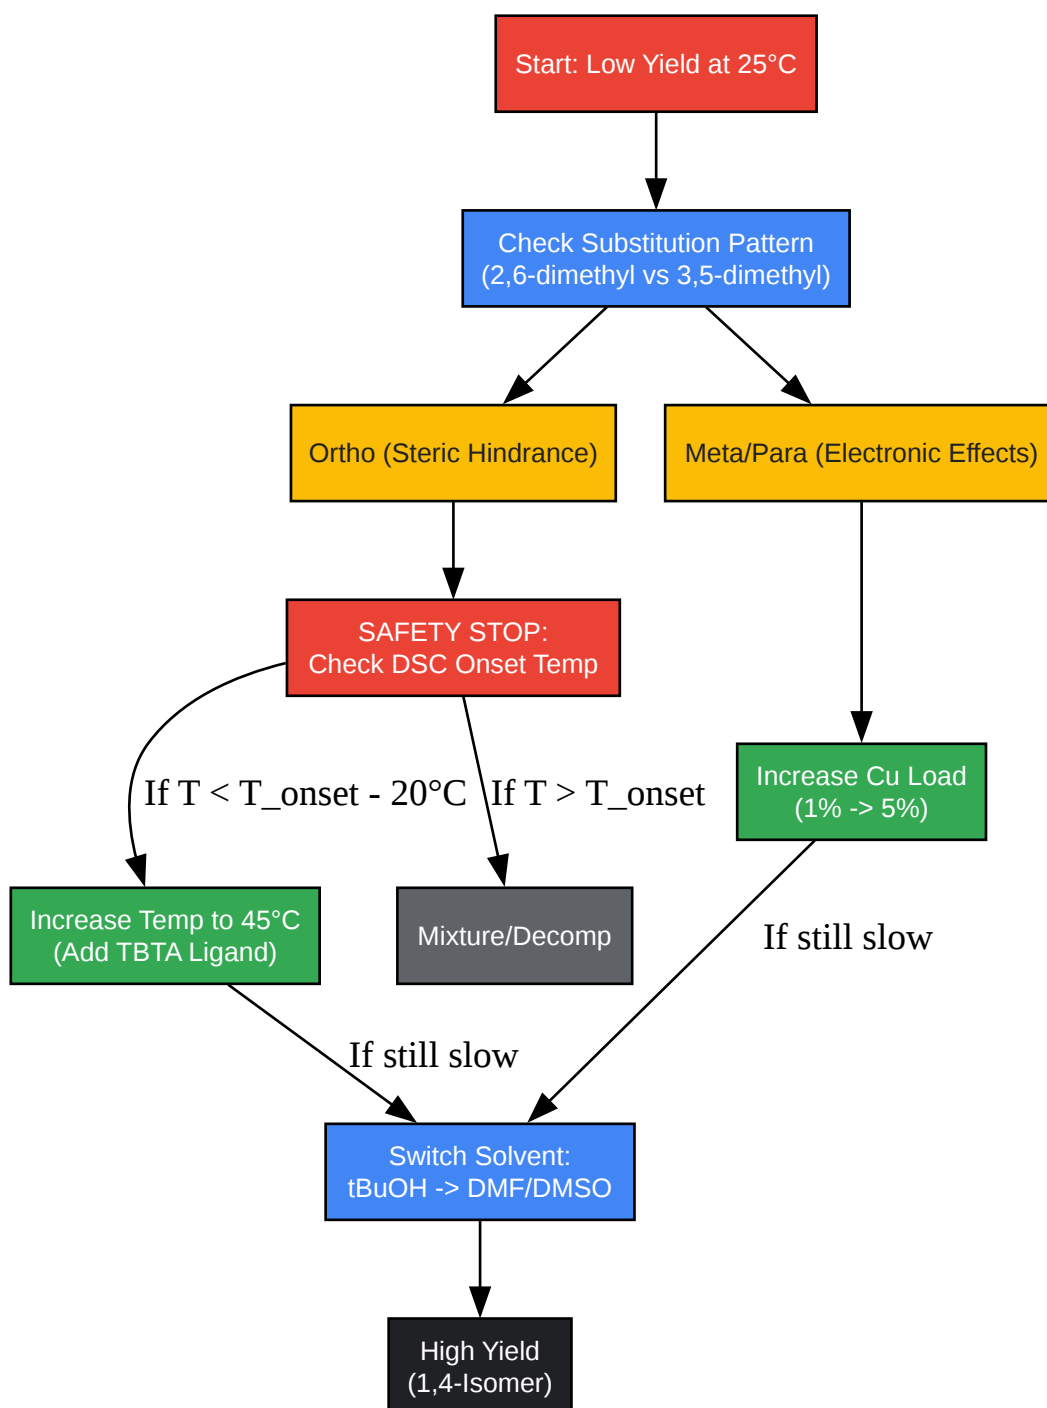 Start: Low Yield at 25°C
Check Substitution Pattern
(2,6-dimethyl vs 3,5-dimethyl)
Ortho (Steric Hindrance)
Meta/Para (Electronic Effects)
SAFETY STOP:
Check DSC Onset Temp
If T < T_onset - 20°C
If T > T_onset
Increase Cu Load
(1% -> 5%)
Increase Temp to 45°C
(Add TBTA Ligand)
Mixture/Decomp
If still slow
If still slow
Switch Solvent:
tBuOH -> DMF/DMSO
High Yield
(1,4-Isomer)